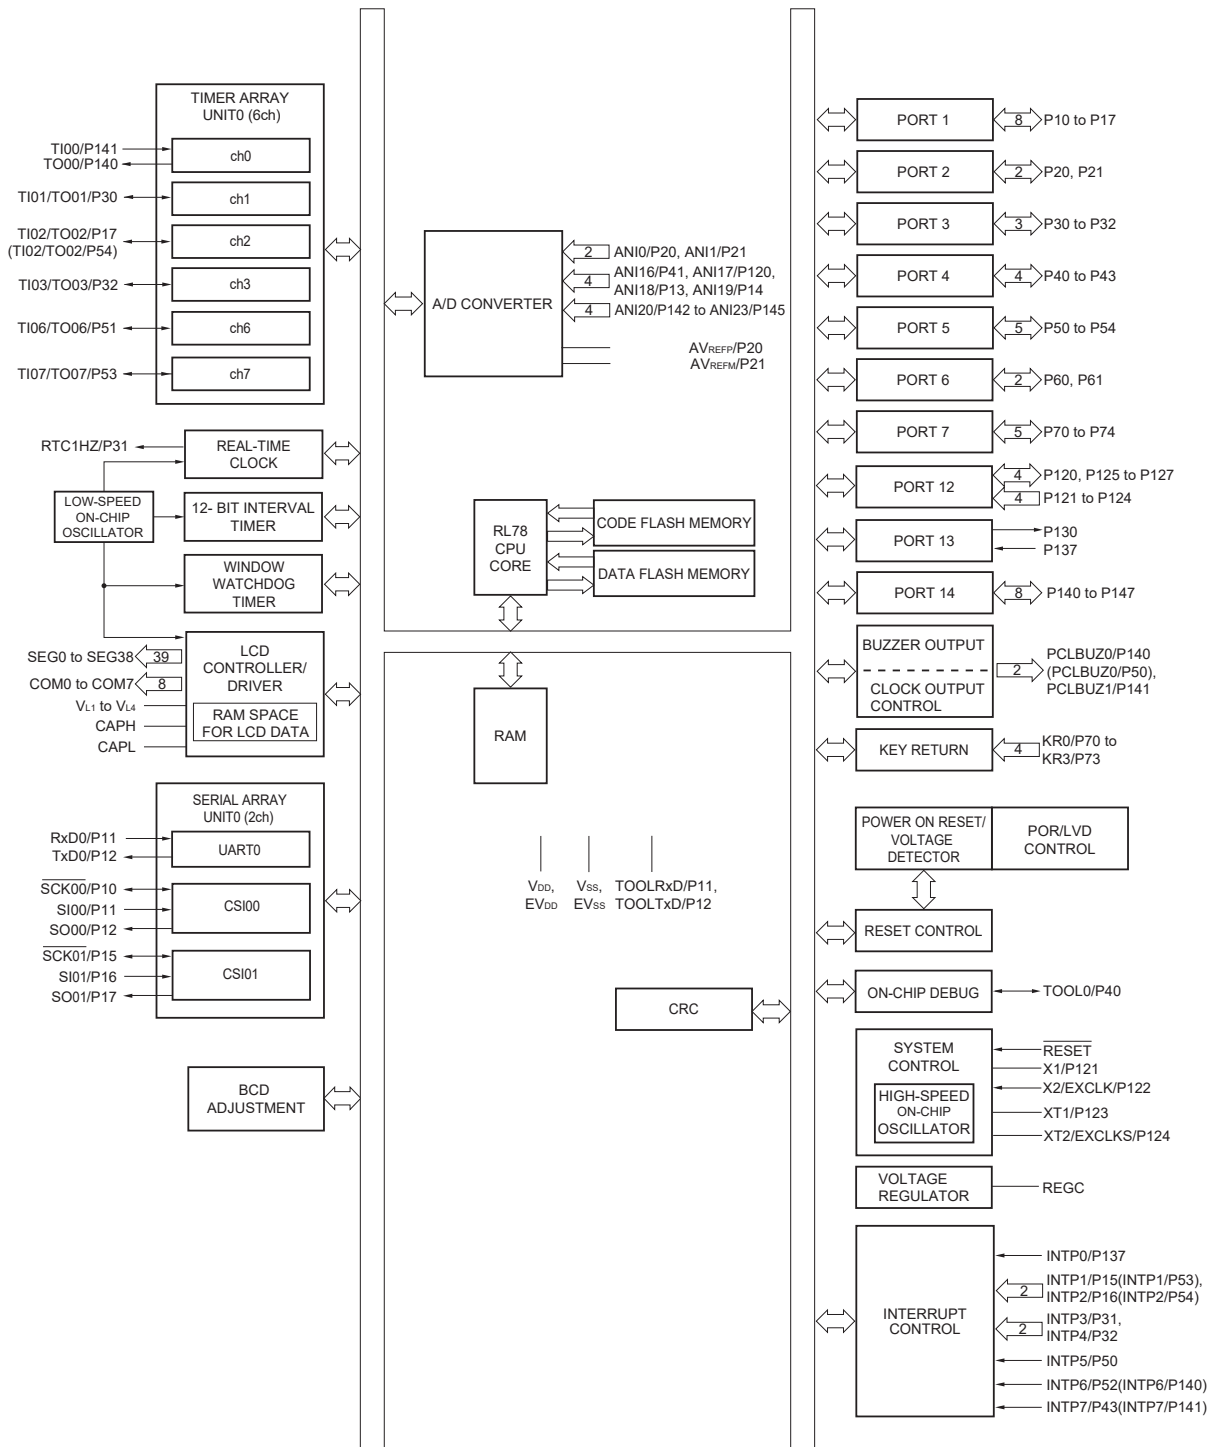 TIMER ARRAY
UNIT0 (6ch)
TI00/P141
TO00/P140
ch0
TI01/TO01/P30
ch1
TI02/TO02/P17
(TI02/TO02/P54)
ch2
TI03/TO03/P32
ch3
TI06/TO06/P51
ch6
TI07/TO07/P53
ch7
RTC1HZ/P31
REAL-TIME
CLOCK
LOW-SPEED
ON-CHIP
OSCILLATOR
12- BIT INTERVAL
TIMER
WINDOW
WATCHDOG
TIMER
SEG0 to SEG38
39
COM0 to COM7
8
VL1 to VL4
CAPH
CAPL
LCD
CONTROLLER/
DRIVER
RAM SPACE
FOR LCD DATA
SERIAL ARRAY
UNIT0 (2ch)
RxD0/P11
TxD0/P12
UART0
SCK00/P10
SI00/P11
SO00/P12
CSI00
SCK01/P15
SI01/P16
SO01/P17
CSI01
BCD
ADJUSTMENT
A/D CONVERTER
2
ANI0/P20, ANI1/P21
4
ANI16/P41, ANI17/P120,
ANI18/P13, ANI19/P14
4
ANI20/P142 to ANI23/P145
AVREFP/P20
AVREFM/P21
RL78
CPU
CORE
CODE FLASH MEMORY
DATA FLASH MEMORY
RAM
VDD,
EVDD
VSS,
EVSS
TOOLRxD/P11,
TOOLTxD/P12
CRC
PORT 1
8
P10 to P17
PORT 2
2
P20, P21
PORT 3
3
P30 to P32
PORT 4
4
P40 to P43
PORT 5
5
P50 to P54
PORT 6
2
P60, P61
PORT 7
5
P70 to P74
PORT 12
4
P120, P125 to P127
4
P121 to P124
PORT 13
P130
P137
PORT 14
8
P140 to P147
BUZZER OUTPUT
CLOCK OUTPUT
CONTROL
2
PCLBUZ0/P140
(PCLBUZ0/P50),
PCLBUZ1/P141
KEY RETURN
4
KR0/P70 to
KR3/P73
POWER ON RESET/
VOLTAGE
DETECTOR
POR/LVD
CONTROL
RESET CONTROL
ON-CHIP DEBUG
TOOL0/P40
SYSTEM
CONTROL
HIGH-SPEED
ON-CHIP
OSCILLATOR
RESET
X1/P121
X2/EXCLK/P122
XT1/P123
XT2/EXCLKS/P124
VOLTAGE
REGULATOR
REGC
INTERRUPT
CONTROL
INTP0/P137
2
INTP1/P15(INTP1/P53),
INTP2/P16(INTP2/P54)
2
INTP3/P31,
INTP4/P32
INTP5/P50
INTP6/P52(INTP6/P140)
INTP7/P43(INTP7/P141)